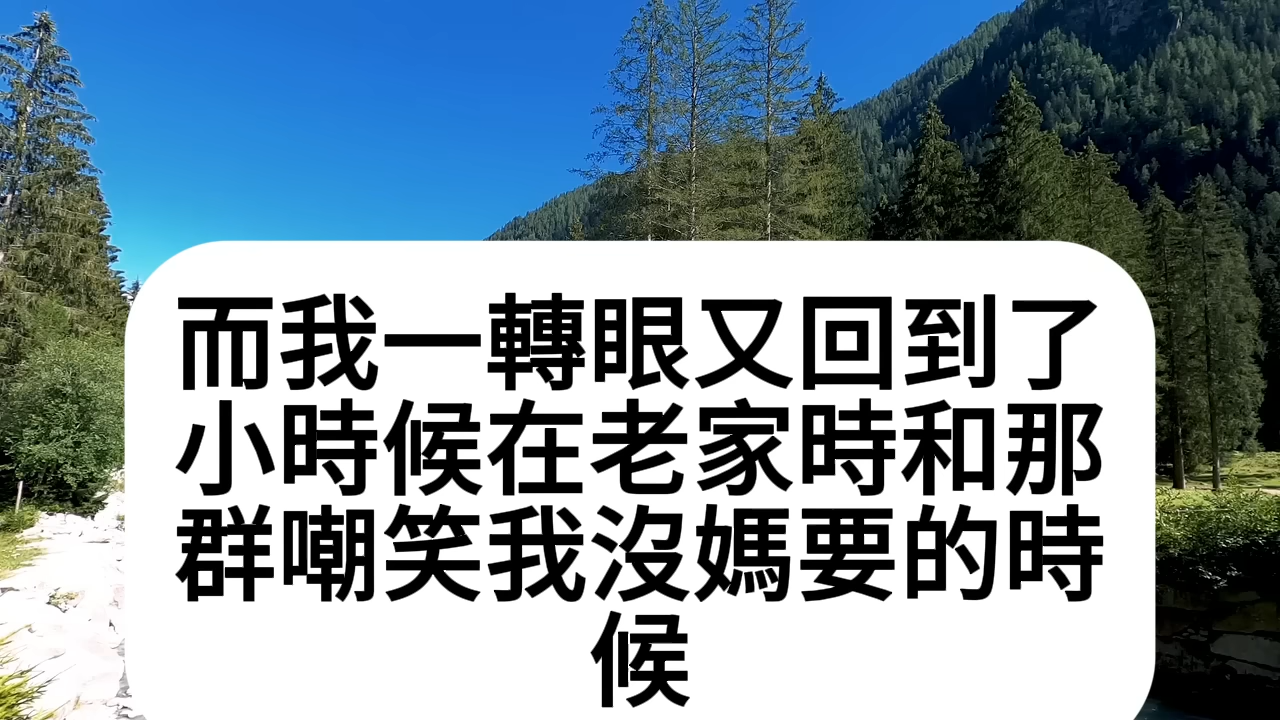 而我一轉眼又回到了
小時候在老家時和那
群嘲笑我沒媽要的時
候